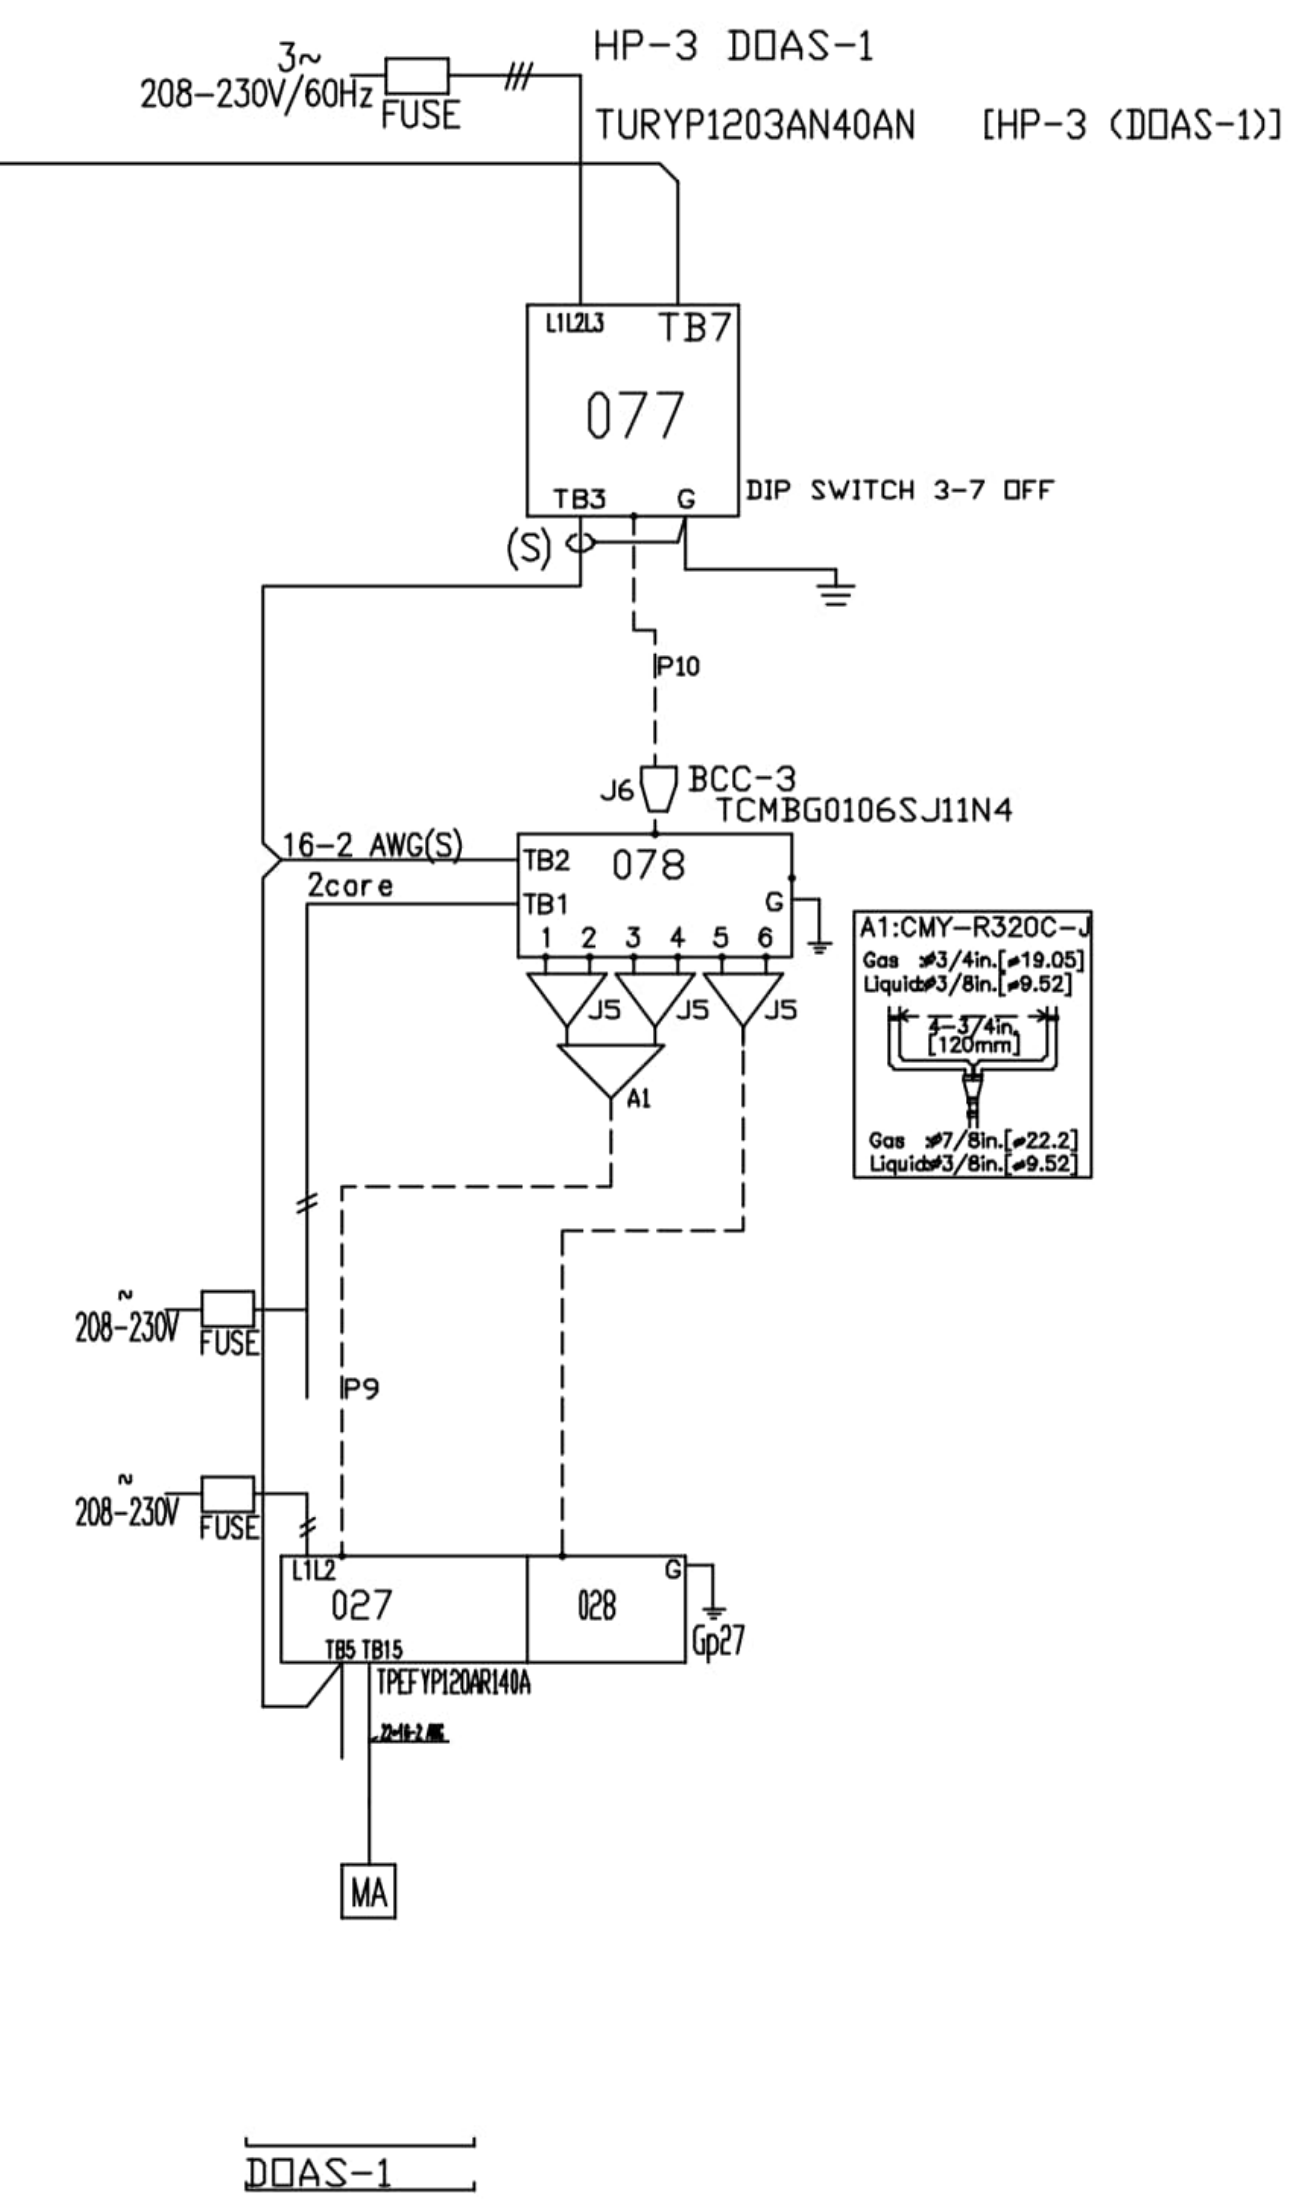 HP-3 DOAS-1
3~
208-230V/60Hz
FUSE
TURYP1203AN40AN [HP-3 (DOAS-1)]
L1L2L3 TB7
077
TB3 G
DIP SWITCH 3-7 OFF
(S)
P10
J6 BCC-3
TCMBG0106SJ11N4
16-2 AWG(S)
TB2 078
2core
TB1 G
1 2 3 4 5 6
J5 J5 J5
A1
A1:CMY-R320C-J
Gas :ø3/4in.[ø19.05]
Liquid:ø3/8in.[ø9.52]
4-3/4in.
[120mm]
Gas :ø7/8in.[ø22.2]
Liquid:ø3/8in.[ø9.52]
~
208-230V
FUSE
P9
~
208-230V
FUSE
L1L2 G
027 028
TB5 TB15
Gp27
TPEFYP120AR140A
MA
DOAS-1